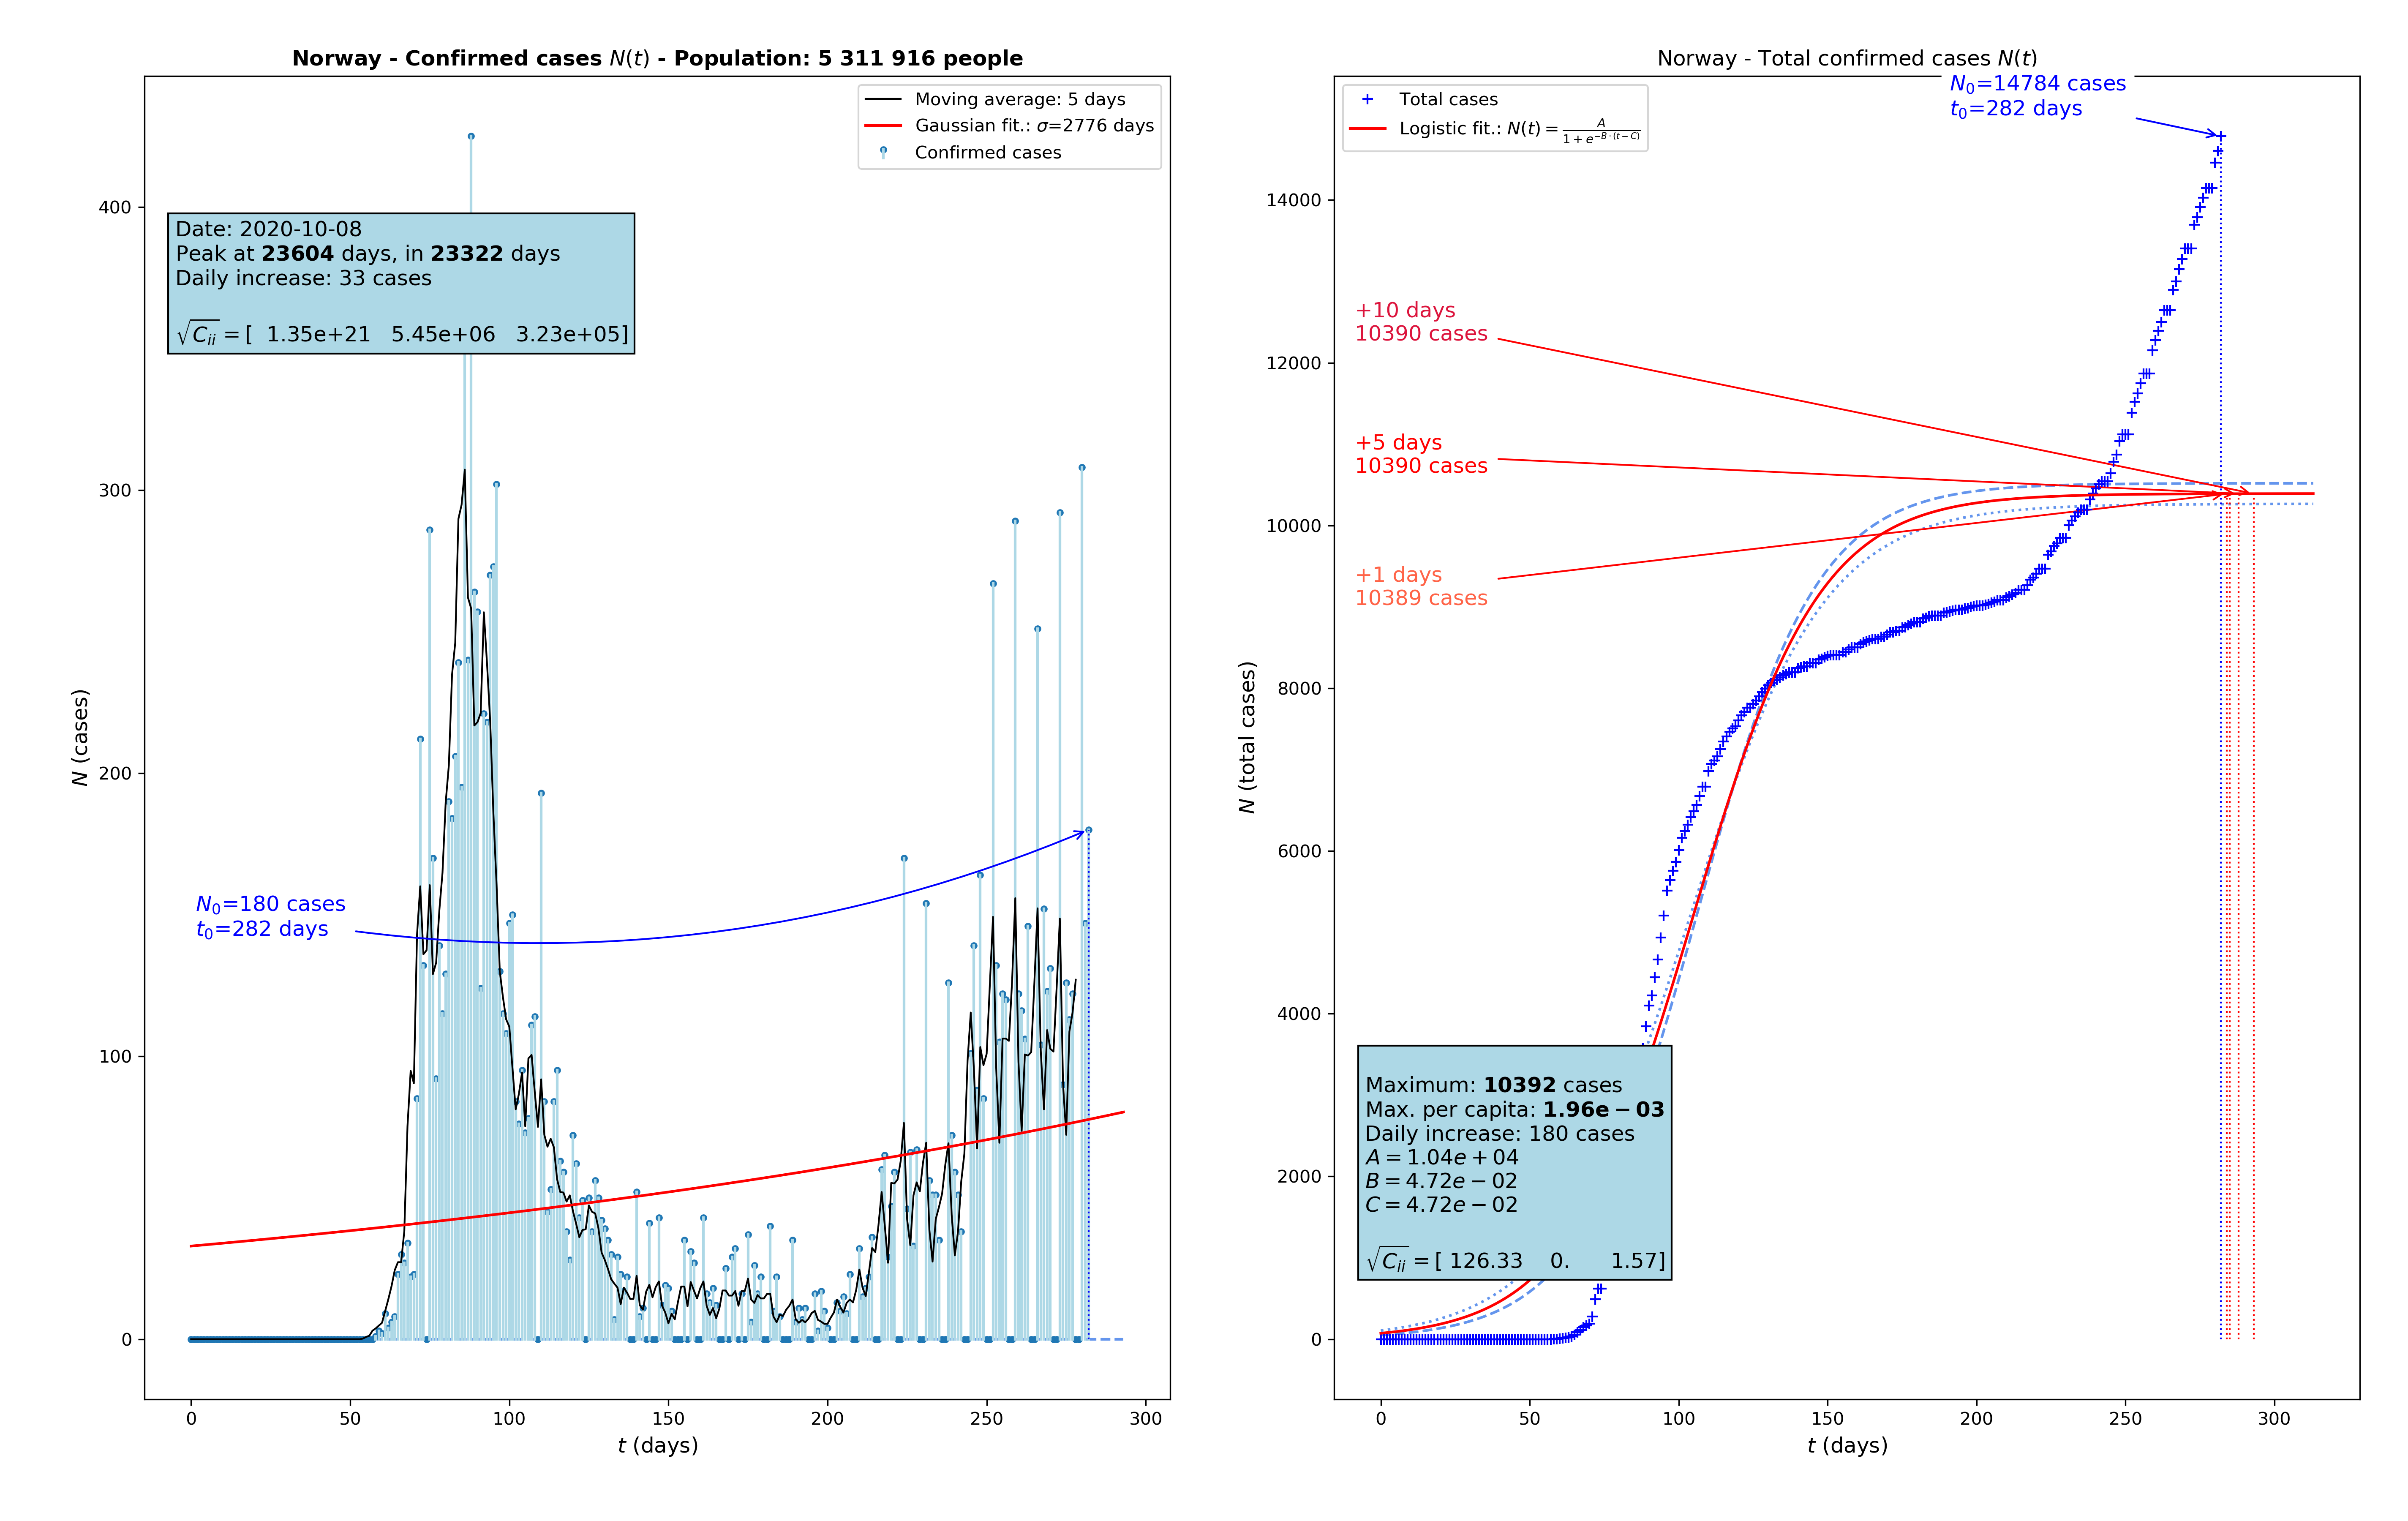 Norway - Confirmed cases N(t) - Population: 5 311 916 people
Moving average: 5 days
Gaussian fit.: σ=2776 days
Confirmed cases
Date: 2020-10-08
Peak at 23604 days, in 23322 days
Daily increase: 33 cases
√C_ii = [ 1.35e+21 5.45e+06 3.23e+05]
N_0=180 cases
t_0=282 days
N (cases)
400
300
200
100
0
0 50 100 150 200 250 300
t (days)
Norway - Total confirmed cases N(t)
N_0=14784 cases
t_0=282 days
Total cases
Logistic fit.: N(t) = A / (1 + e^{-B·(t-C)})
+10 days
10390 cases
+5 days
10390 cases
+1 days
10389 cases
Maximum: 10392 cases
Max. per capita: 1.96e − 03
Daily increase: 180 cases
A = 1.04e + 04
B = 4.72e − 02
C = 4.72e − 02
√C_ii = [ 126.33 0. 1.57]
N (total cases)
14000
12000
10000
8000
6000
4000
2000
0
0 50 100 150 200 250 300
t (days)